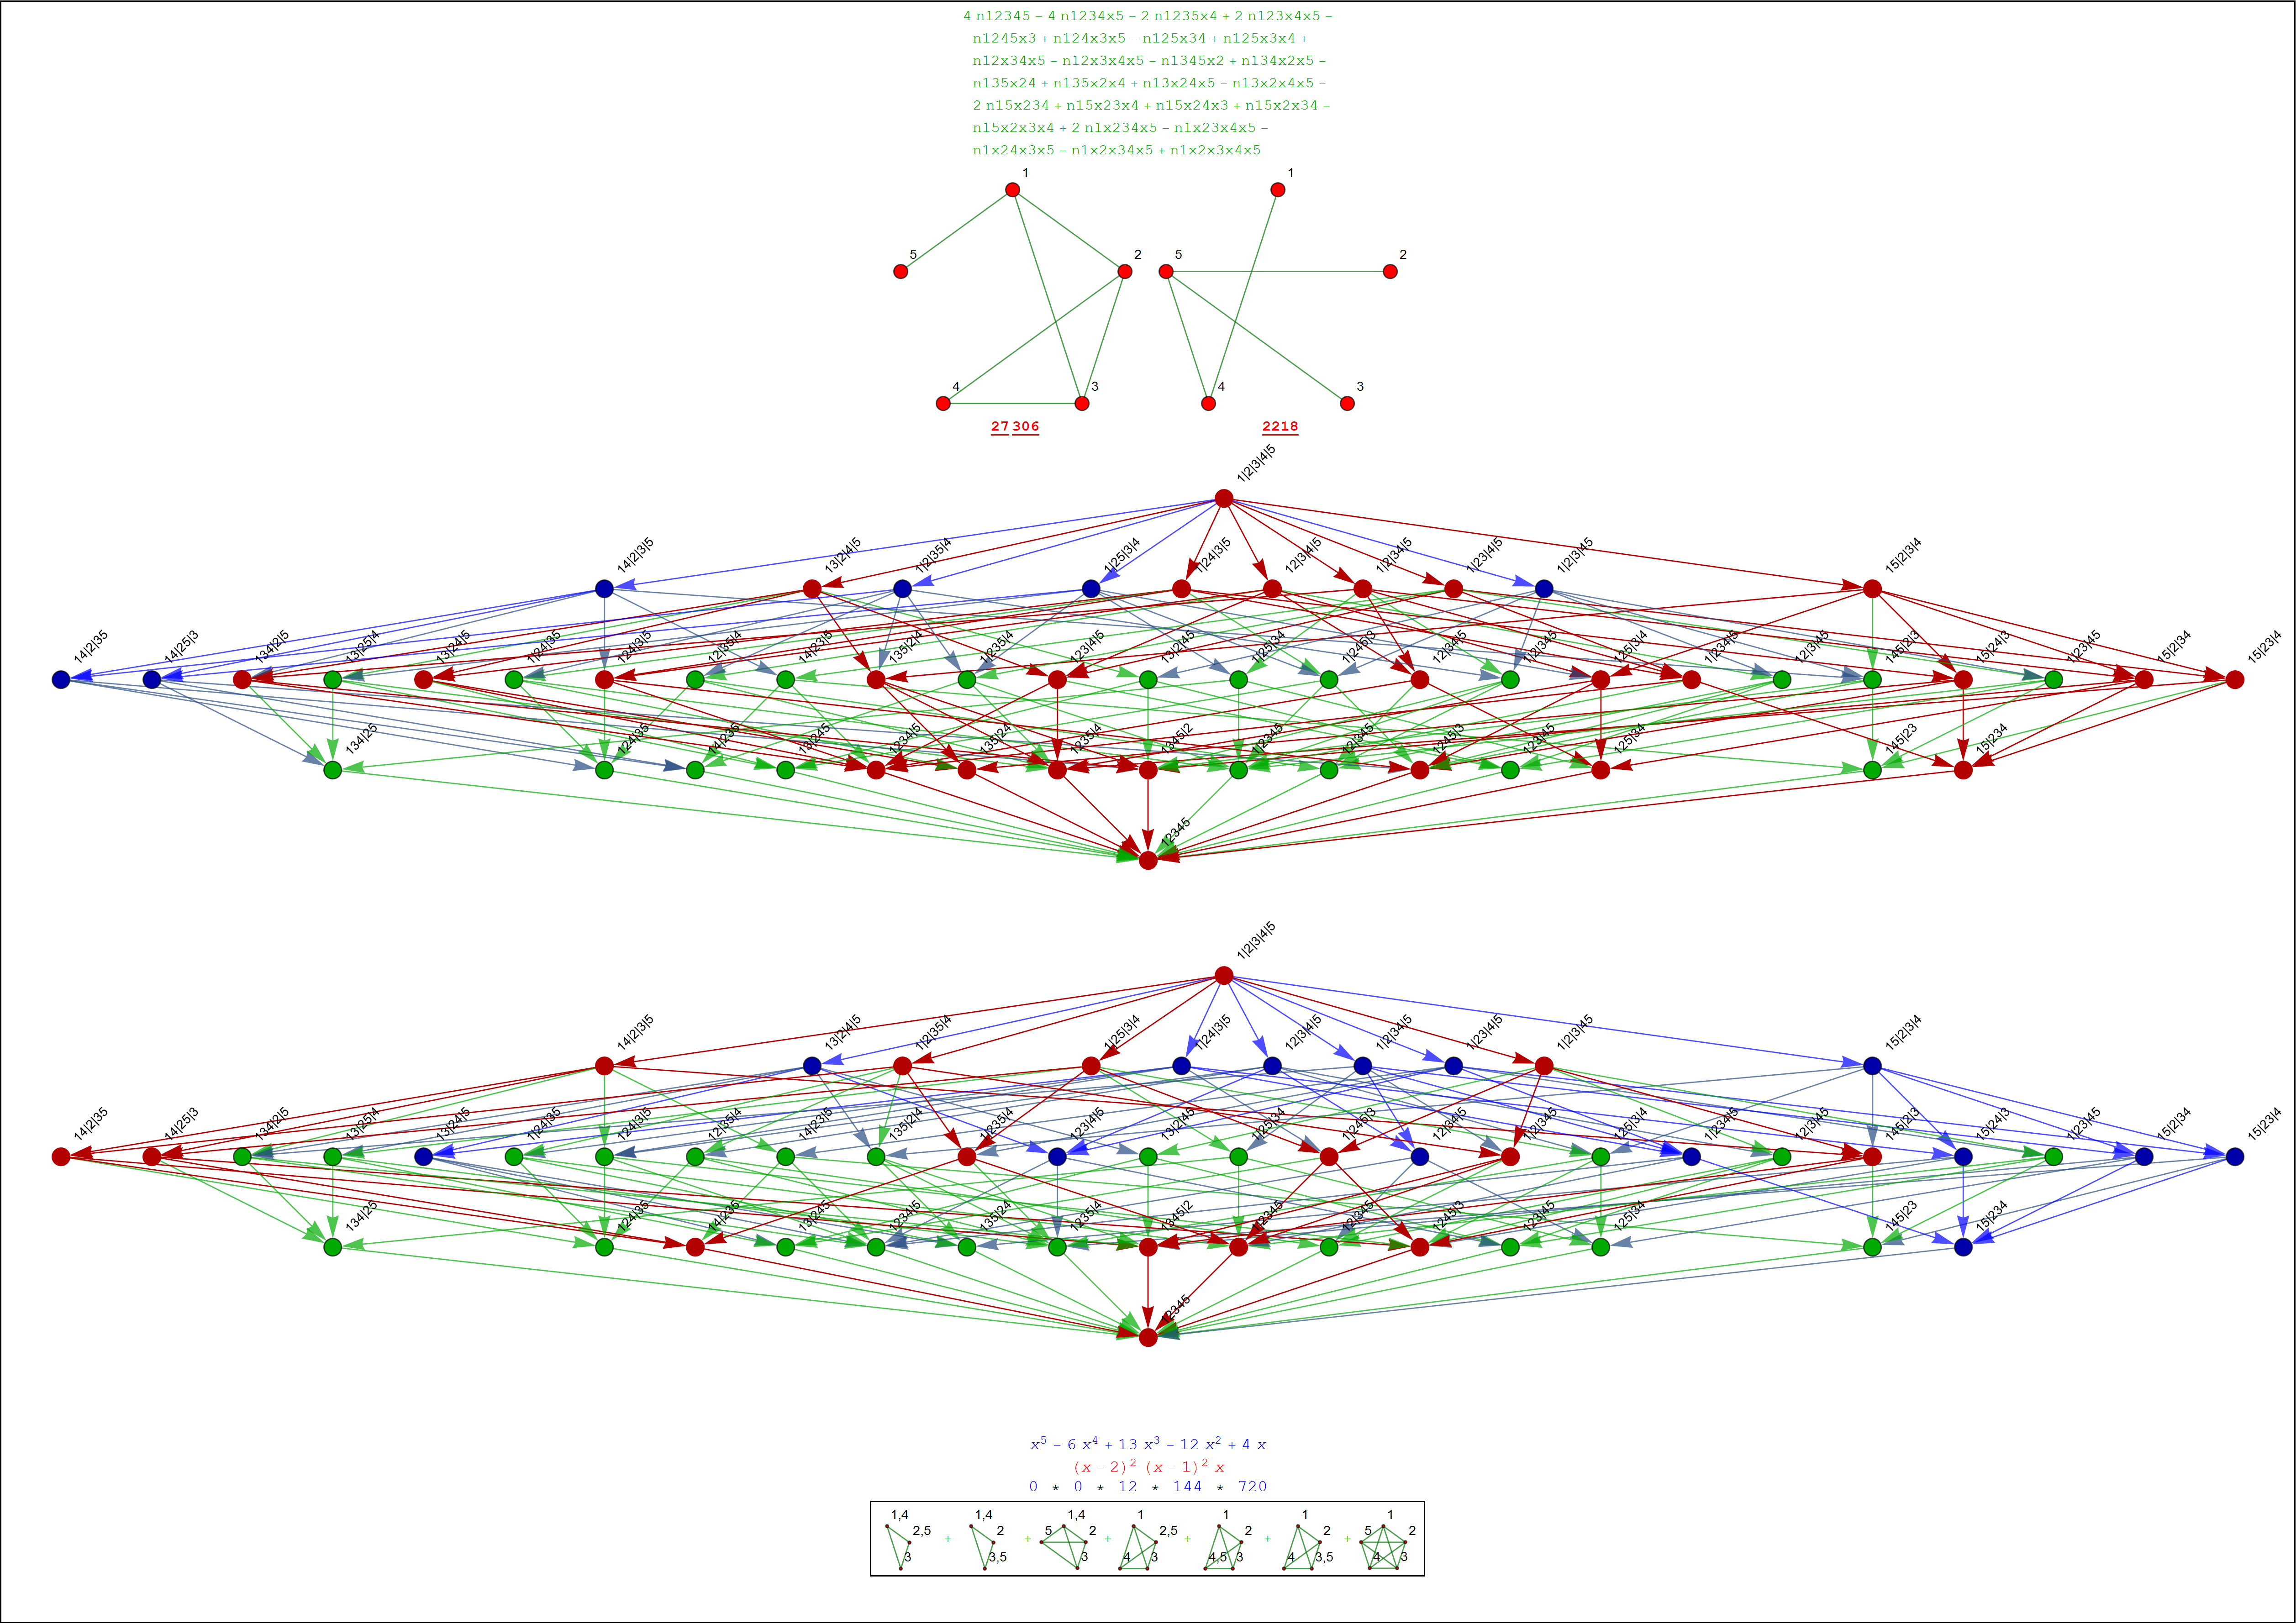 4 n12345 − 4 n1234x5 − 2 n1235x4 + 2 n123x4x5 −
n1245x3 + n124x3x5 − n125x34 + n125x3x4 +
n12x34x5 − n12x3x4x5 − n1345x2 + n134x2x5 −
n135x24 + n135x2x4 + n13x24x5 − n13x2x4x5 −
2 n15x234 + n15x23x4 + n15x24x3 + n15x2x34 −
n15x2x3x4 + 2 n1x234x5 − n1x23x4x5 −
n1x24x3x5 − n1x2x34x5 + n1x2x3x4x5
1 1
5 2 5 2
4 3 4 3
27 306 2218
1|2|3|4|5
14|2|3|5 13|2|4|5 1|2|35|4 1|25|3|4 1|24|3|5 12|3|4|5 1|2|34|5 1|23|4|5 1|2|3|45 15|2|3|4
14|2|35 14|25|3 134|2|5 13|25|4 13|24|5 1|24|35 124|3|5 12|35|4 14|23|5 135|2|4 1|235|4 123|4|5 13|2|45 1|25|34 1|245|3 12|34|5 1|2|345 125|3|4 1|234|5 12|3|45 145|2|3 15|24|3 1|23|45 15|2|34 15|23|4
134|25 124|35 14|235 13|245 1234|5 135|24 1235|4 1345|2 1|2345 12|345 1245|3 123|45 125|34 145|23 15|234
12345
1|2|3|4|5
14|2|3|5 13|2|4|5 1|2|35|4 1|25|3|4 1|24|3|5 12|3|4|5 1|2|34|5 1|23|4|5 1|2|3|45 15|2|3|4
14|2|35 14|25|3 134|2|5 13|25|4 13|24|5 1|24|35 124|3|5 12|35|4 14|23|5 135|2|4 1|235|4 123|4|5 13|2|45 1|25|34 1|245|3 12|34|5 1|2|345 125|3|4 1|234|5 12|3|45 145|2|3 15|24|3 1|23|45 15|2|34 15|23|4
134|25 124|35 14|235 13|245 1234|5 135|24 1235|4 1345|2 1|2345 12|345 1245|3 123|45 125|34 145|23 15|234
12345
x⁵ − 6 x⁴ + 13 x³ − 12 x² + 4 x
(x − 2)² (x − 1)² x
0 * 0 * 12 * 144 * 720
1,4 1,4 1,4 1 1 1 1
2,5 2 5 2 2,5 2 2 5 2
+ + + + + +
3 3,5 3 4 3 4,5 3 4 3,5 4 3